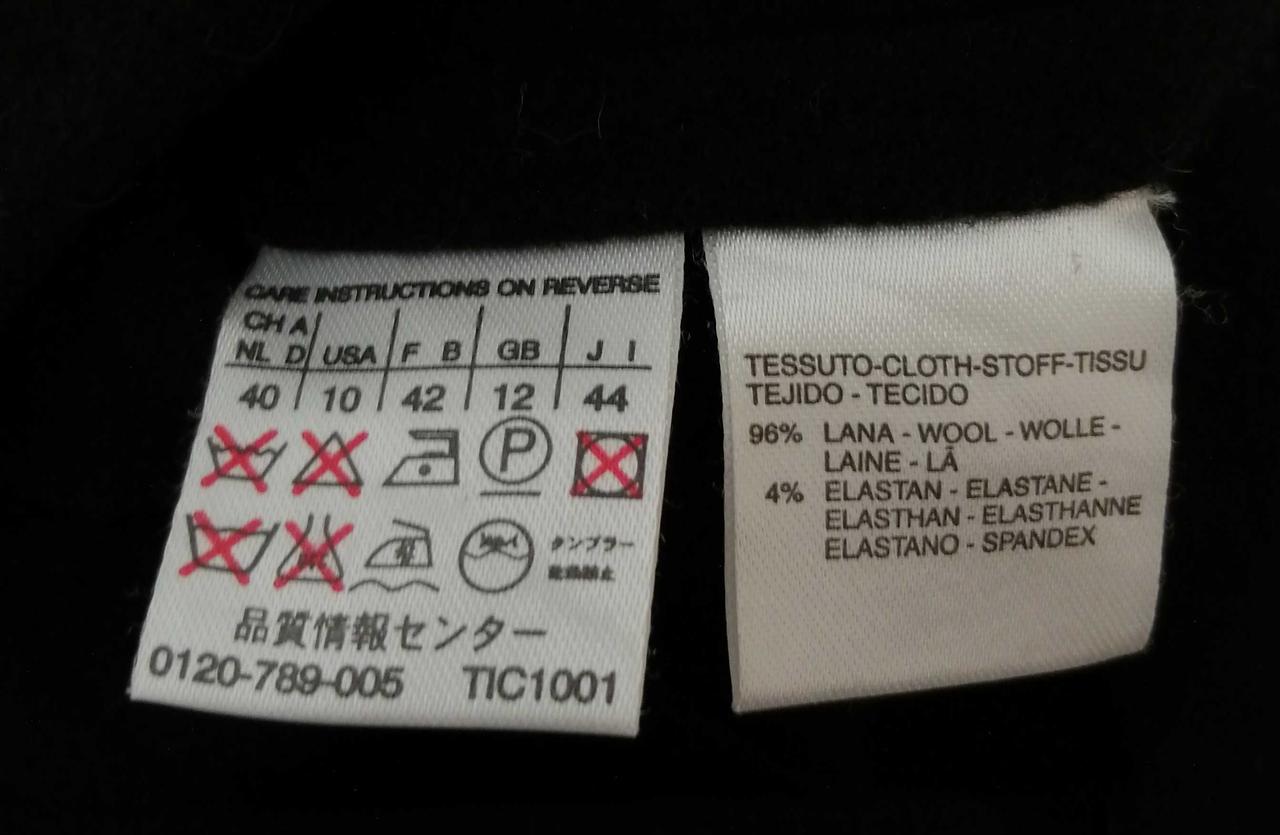 CARE INSTRUCTIONS ON REVERSE
CH A
NL D USA F B GB J I
40 10 42 12 44
P
タンブラー
乾燥禁止
品質情報センター
0120-789-005 TIC1001
TESSUTO-CLOTH-STOFF-TISSU
TEJIDO - TECIDO
96% LANA - WOOL - WOLLE -
LAINE - LÃ
4% ELASTAN - ELASTANE -
ELASTHAN - ELASTHANNE
ELASTANO - SPANDEX